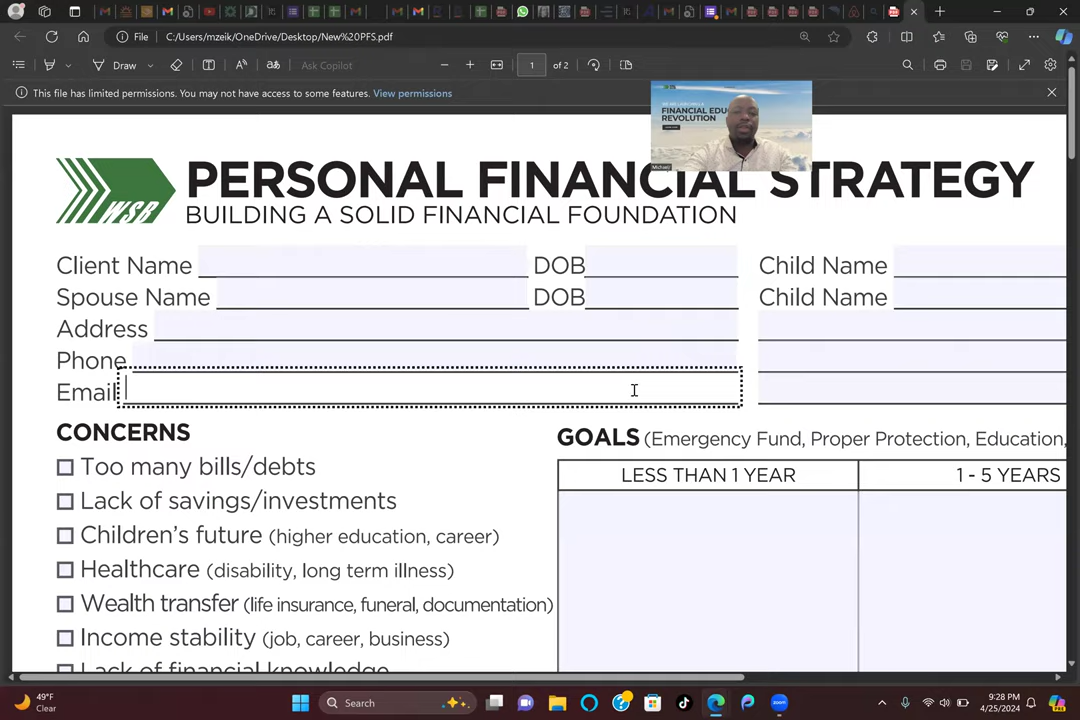 File C:/Users/mzeik/OneDrive/Desktop/New%20PFS.pdf
Draw Ask Copilot 1 of 2
This file has limited permissions. You may not have access to some features. View permissions
FINANCIAL EDU
REVOLUTION
WSB
PERSONAL FINANCIAL STRATEGY
BUILDING A SOLID FINANCIAL FOUNDATION
Client Name DOB Child Name
Spouse Name DOB Child Name
Address
Phone
Email
CONCERNS
GOALS (Emergency Fund, Proper Protection, Education,
LESS THAN 1 YEAR 1 - 5 YEARS
Too many bills/debts
Lack of savings/investments
Children's future (higher education, career)
Healthcare (disability, long term illness)
Wealth transfer (life insurance, funeral, documentation)
Income stability (job, career, business)
Lack of financial knowledge
49°F
Clear
Search
9:28 PM
4/25/2024